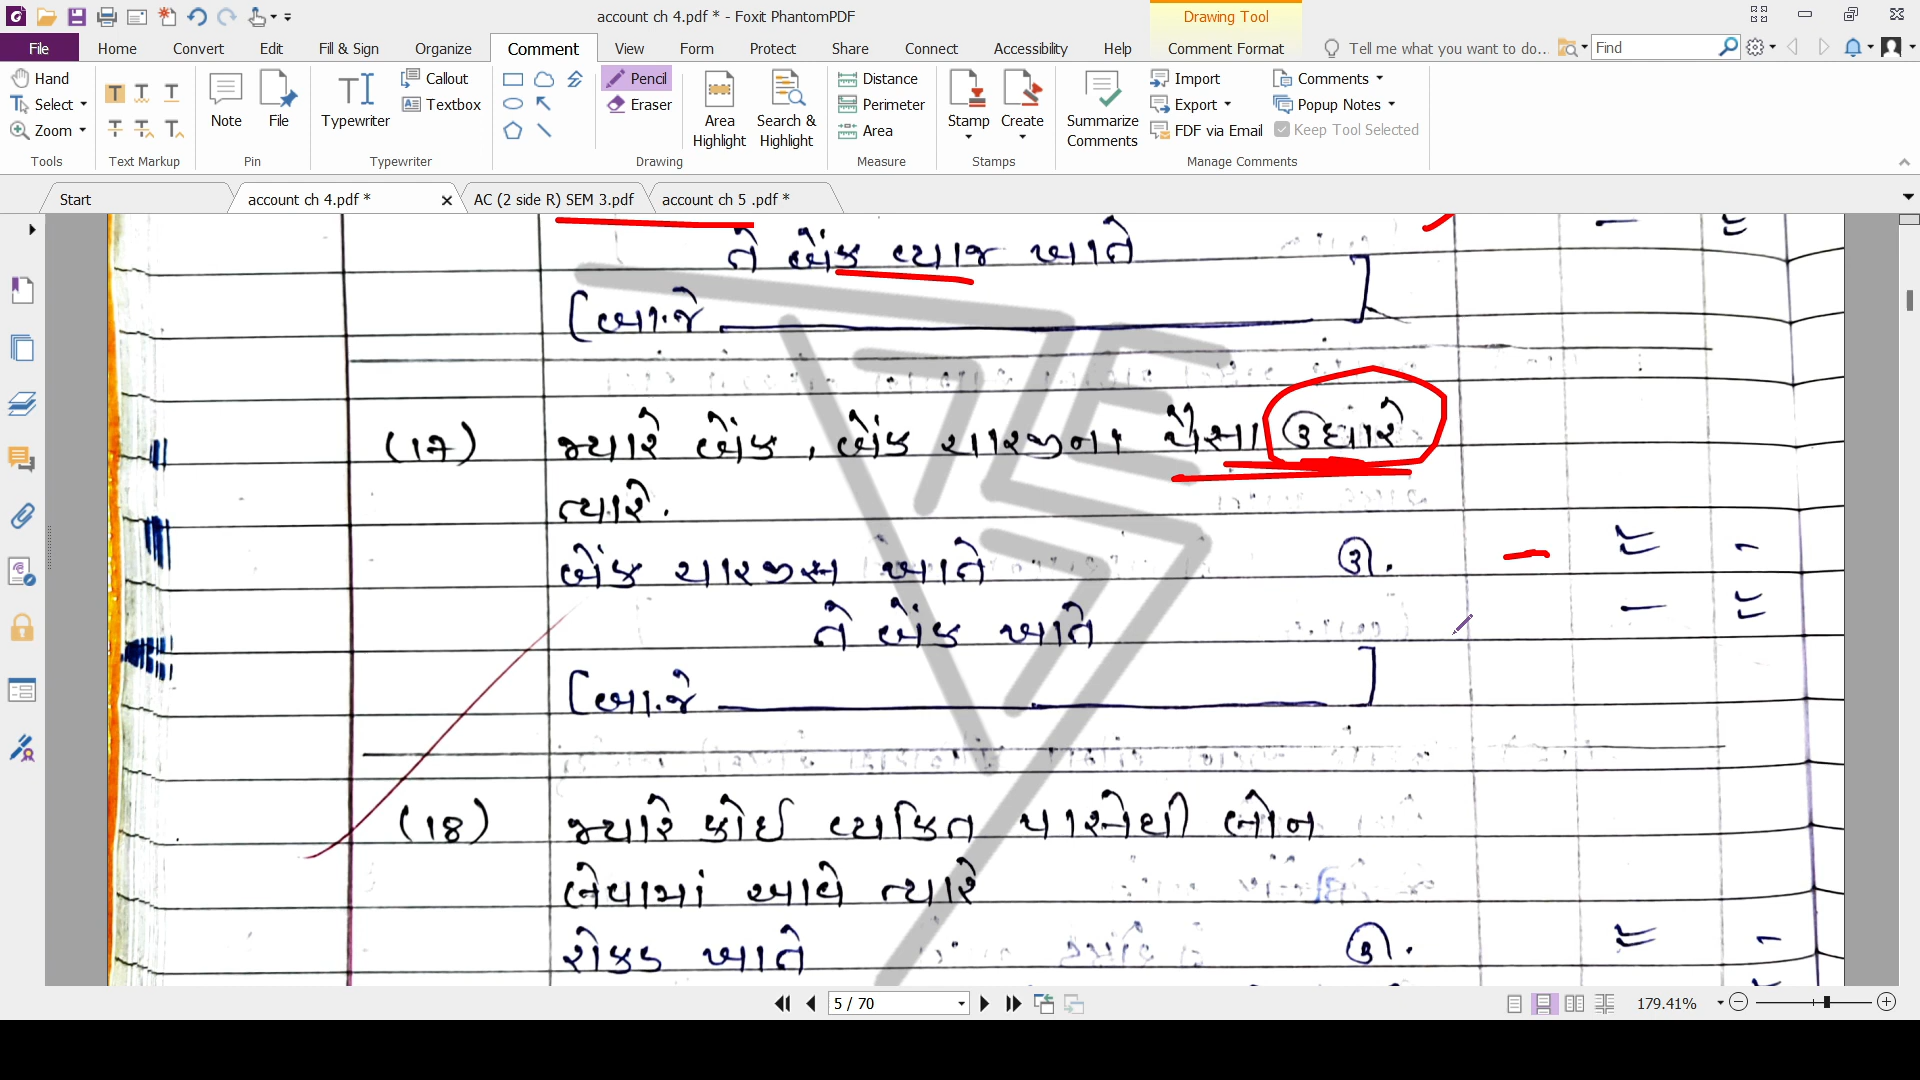 account ch 4.pdf * - Foxit PhantomPDF
Drawing Tool
File Home Convert Edit Fill & Sign Organize Comment View Form Protect Share Connect Accessibility Help Comment Format Tell me what you want to do... Find
Hand
Select
Zoom
Tools
Text Markup
Note
File
Pin
Typewriter
Callout
Textbox
Typewriter
Pencil
Eraser
Area Highlight
Search & Highlight
Drawing
Distance
Perimeter
Area
Measure
Stamp
Create
Stamps
Summarize Comments
Import
Export
FDF via Email
Comments
Popup Notes
Keep Tool Selected
Manage Comments
Start
account ch 4.pdf *
AC (2 side R) SEM 3.pdf
account ch 5 .pdf *
તે બેંક વ્યાજ ખાતે
[બા.જે ]
(17) જ્યારે બેંક , બેંક ચારજીના પૈસા ઉધારે
ત્યારે.
બેંક ચારજીસ ખાતે ઉ. - ≈ -
તે બેંક ખાતે - ≈
[બા.જે ]
(18) જ્યારે કોઈ વ્યકિત પાસેથી લોન
લેવામાં આવે ત્યારે
રોકડ ખાતે ઉ. ≈ -
5 / 70
179.41%